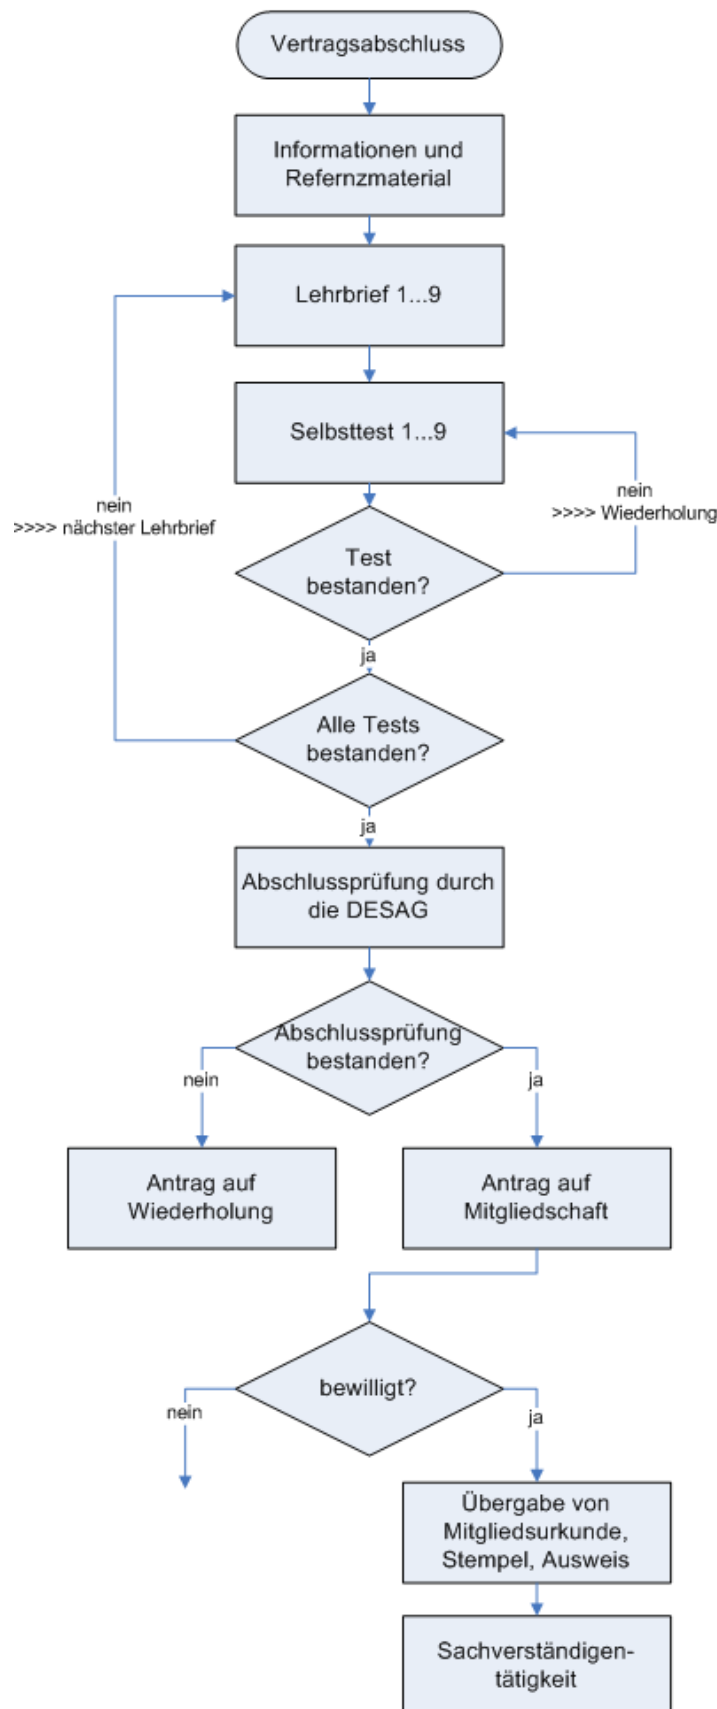 Vertragsabschluss
Informationen und
Refernzmaterial
Lehrbrief 1...9
Selbsttest 1...9
nein
>>>> nächster Lehrbrief
nein
>>>> Wiederholung
Test
bestanden?
ja
Alle Tests
bestanden?
ja
Abschlussprüfung durch
die DESAG
Abschlussprüfung
bestanden?
nein
ja
Antrag auf
Wiederholung
Antrag auf
Mitgliedschaft
bewilligt?
nein
ja
Übergabe von
Mitgliedsurkunde,
Stempel, Ausweis
Sachverständigen-
tätigkeit